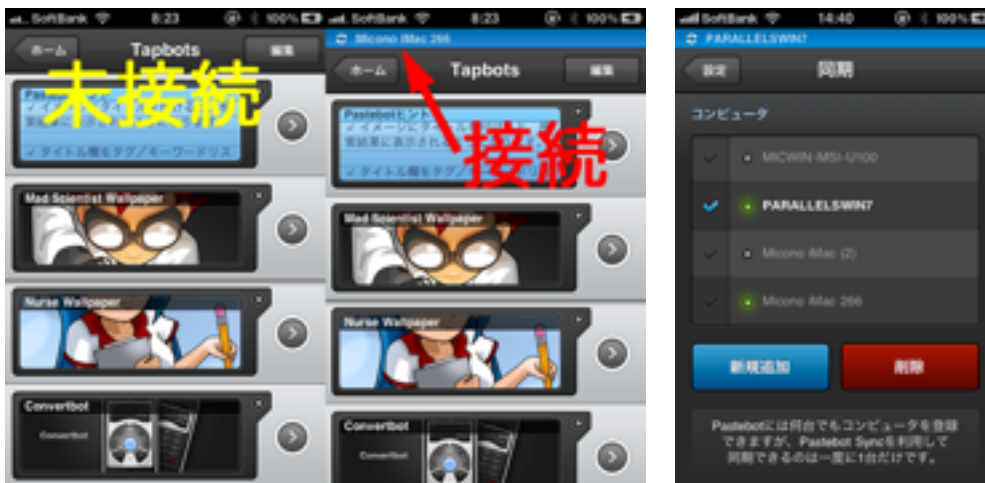 SoftBank 8:23 100%
ホーム Tapbots 編集
未接続
✓ タイトル欄をタグ/キーワードリス
Mad Scientist Wallpaper
Nurse Wallpaper
Convertbot
Convertbot
SoftBank 8:23 100%
Micono iMac 266
ホーム Tapbots 編集
Pastebotヒント
接続
✓ タイトル欄をタグ/キーワードリス
Mad Scientist Wallpaper
Nurse Wallpaper
Convertbot
Convertbot
SoftBank 14:40 100%
PARALLELSWIN7
設定 同期
コンピュータ
MICWIN-MSI-U100
PARALLELSWIN7
Micono iMac (2)
Micono iMac 266
新規追加 削除
Pastebotには何台でもコンピュータを登録
できますが、Pastebot Syncを利用して
同期できるのは一度に1台だけです。